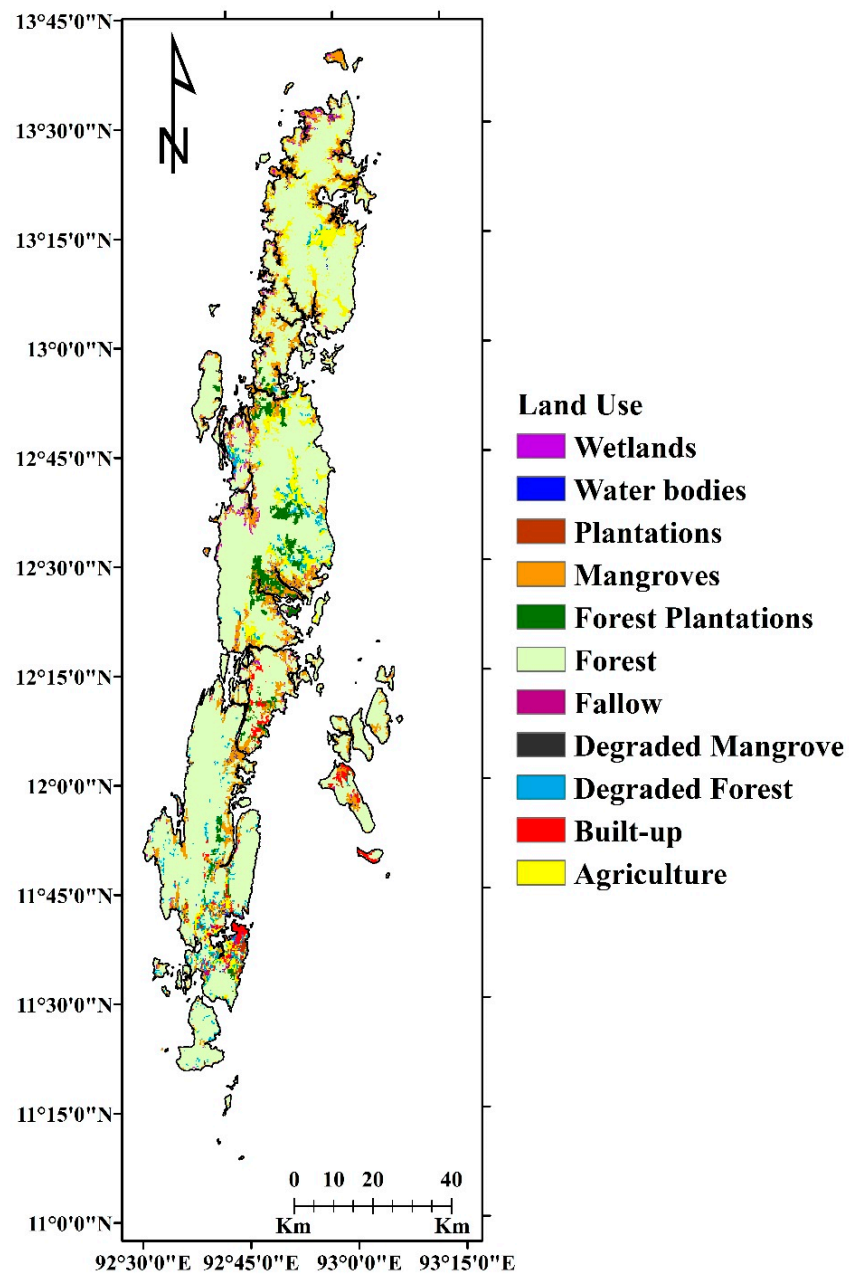 13°45'0"N
N
13°30'0"N
13°15'0"N
13°0'0"N
12°45'0"N
12°30'0"N
12°15'0"N
12°0'0"N
11°45'0"N
11°30'0"N
11°15'0"N
11°0'0"N
Land Use
Wetlands
Water bodies
Plantations
Mangroves
Forest Plantations
Forest
Fallow
Degraded Mangrove
Degraded Forest
Built-up
Agriculture
0 10 20 40
Km Km
92°30'0"E 92°45'0"E 93°0'0"E 93°15'0"E